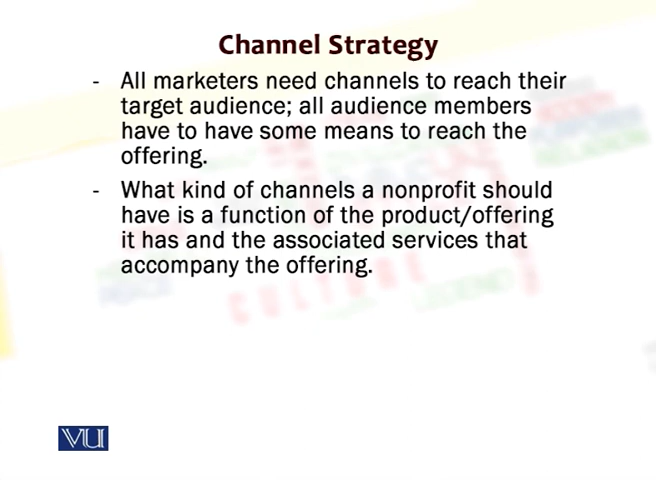 Channel Strategy
- All marketers need channels to reach their
target audience; all audience members
have to have some means to reach the
offering.
- What kind of channels a nonprofit should
have is a function of the product/offering
it has and the associated services that
accompany the offering.
CULTURE
VU